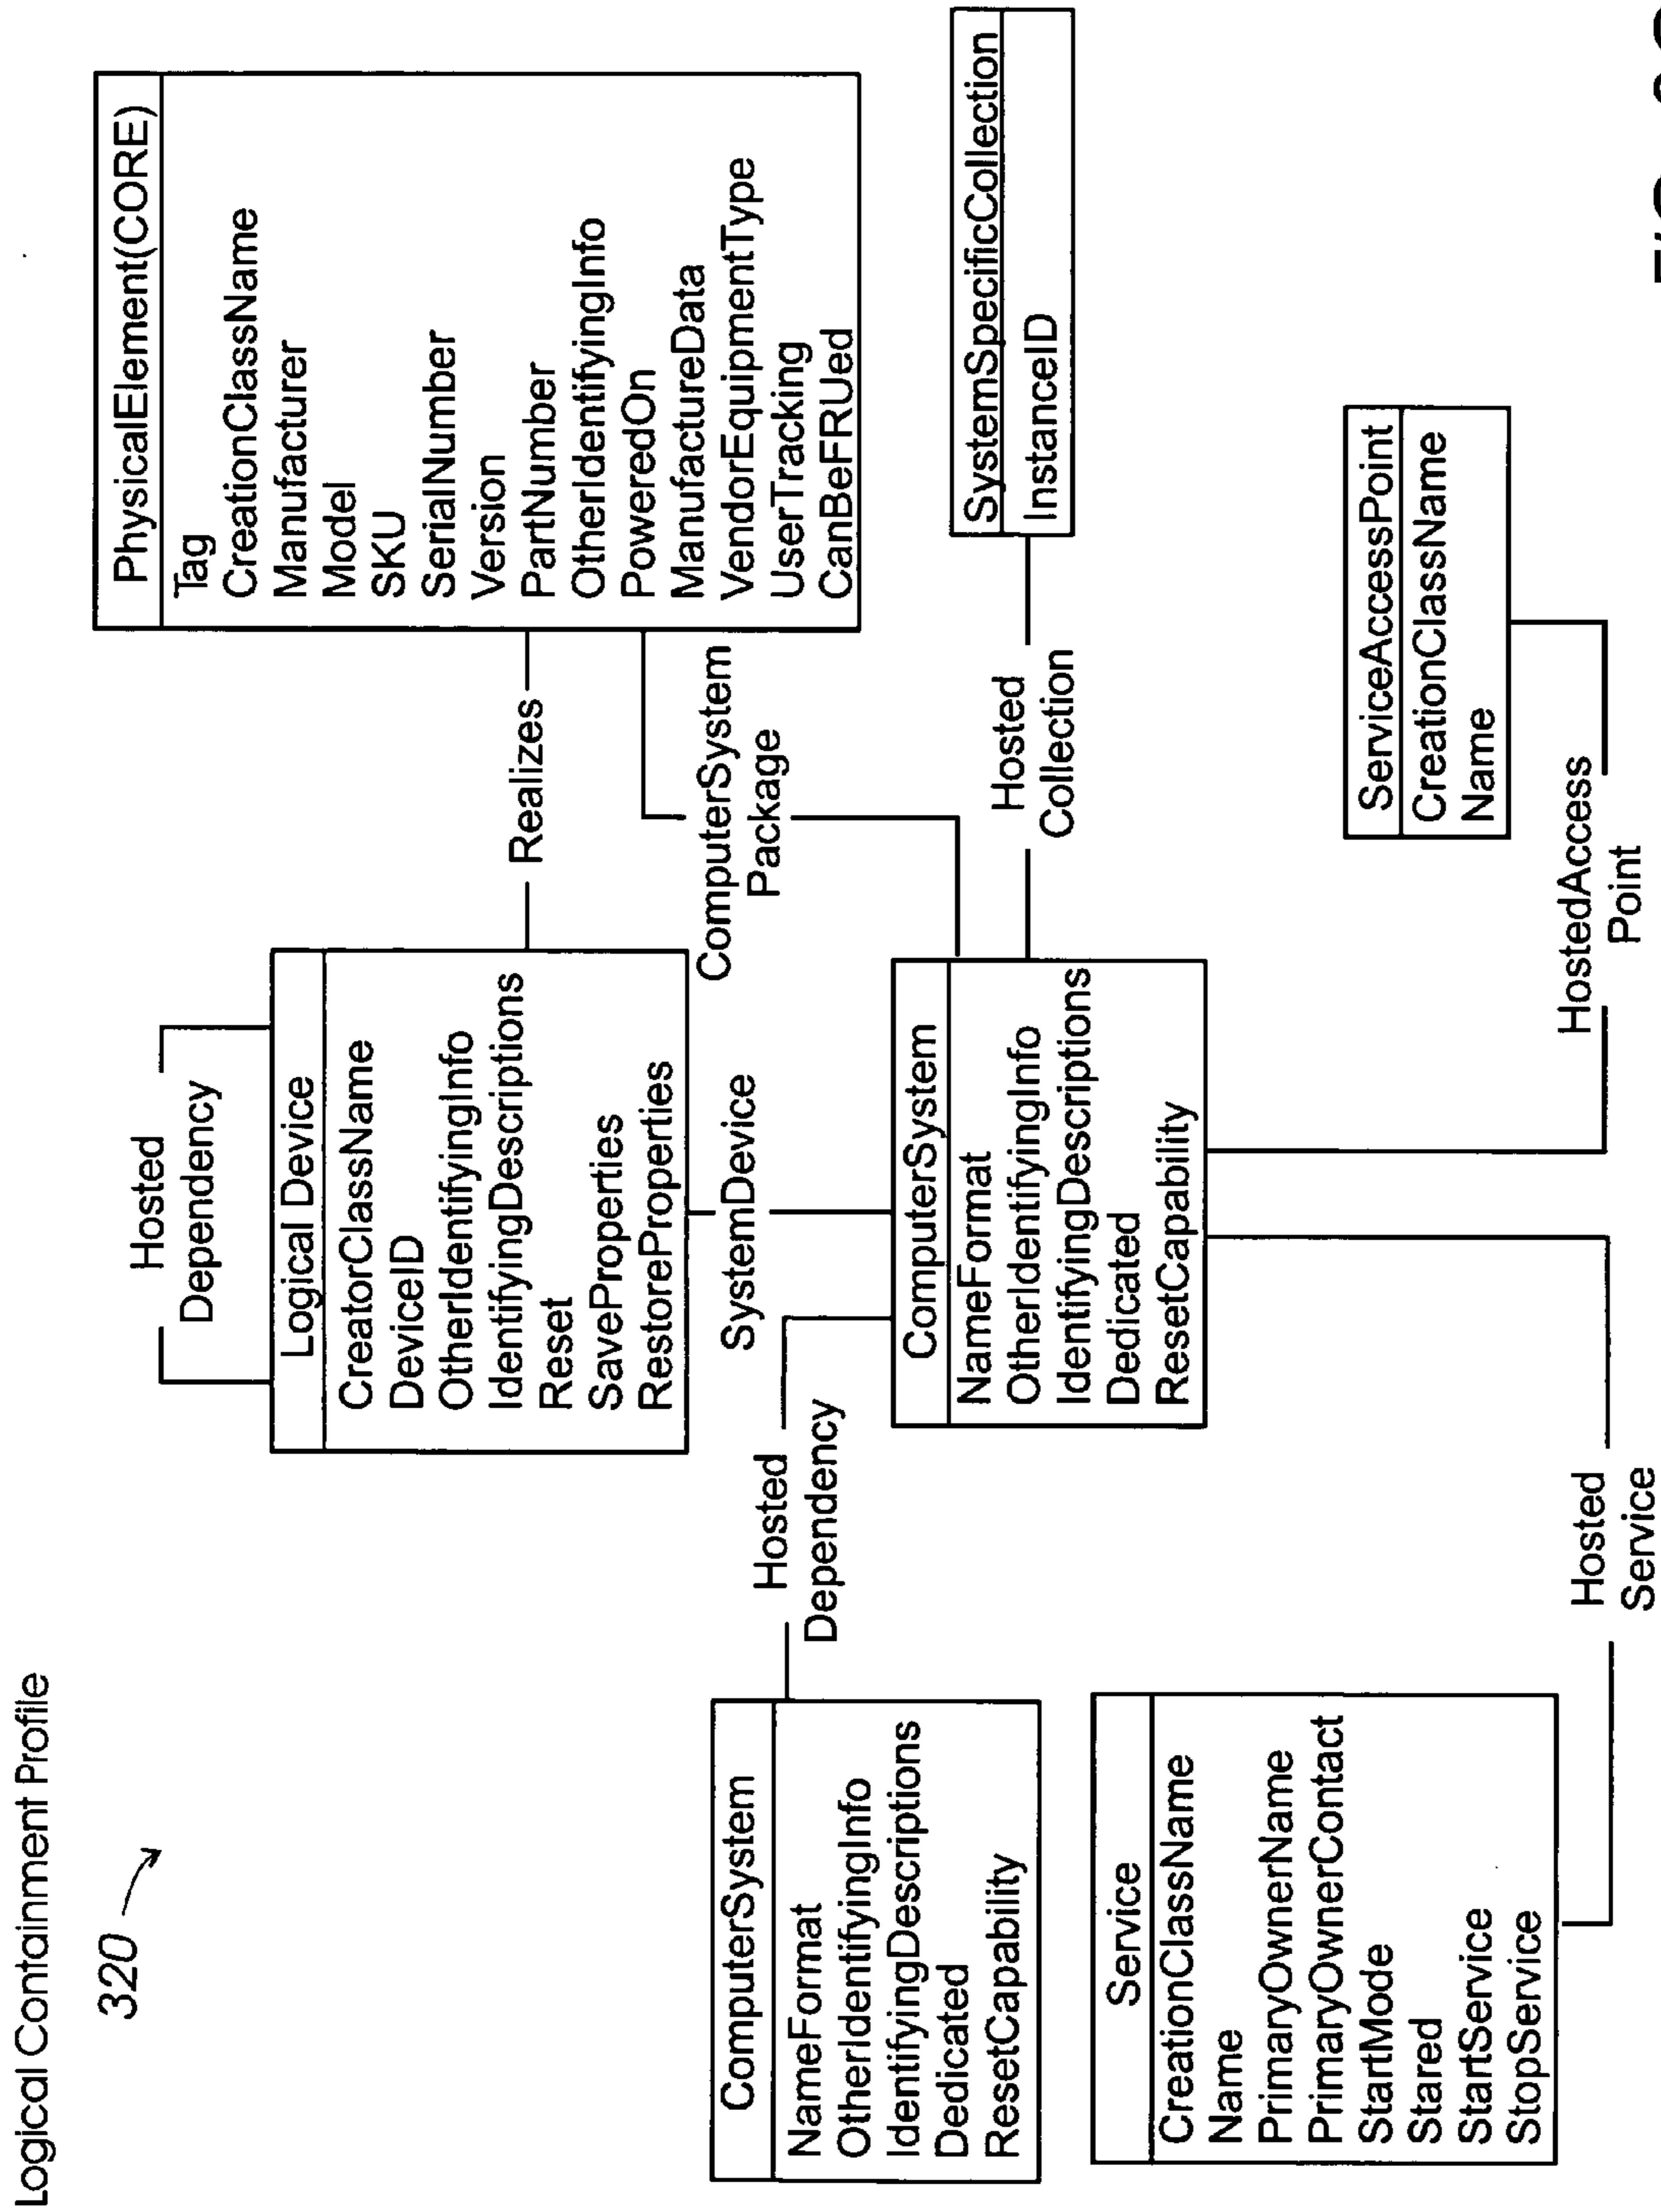 Logical Containment Profile
320
Hosted
Dependency
Logical Device
CreatorClassName
DeviceID
OtherIdentifyingInfo
IdentifyingDescriptions
Reset
SaveProperties
RestoreProperties
Realizes
PhysicalElement(CORE)
Tag
CreationClassName
Manufacturer
Model
SKU
SerialNumber
Version
PartNumber
OtherIdentifyingInfo
PoweredOn
ManufactureData
VendorEquipmentType
UserTracking
CanBeFRUed
ComputerSystem
Package
SystemDevice
Hosted
Dependency
ComputerSystem
NameFormat
OtherIdentifyingInfo
IdentifyingDescriptions
Dedicated
ResetCapability
ComputerSystem
NameFormat
OtherIdentifyingInfo
IdentifyingDescriptions
Dedicated
ResetCapability
Hosted
Collection
SystemSpecificCollection
InstanceID
Service
CreationClassName
Name
PrimaryOwnerName
PrimaryOwnerContact
StartMode
Stared
StartService
StopService
Hosted
Service
HostedAccess
Point
ServiceAccessPoint
CreationClassName
Name